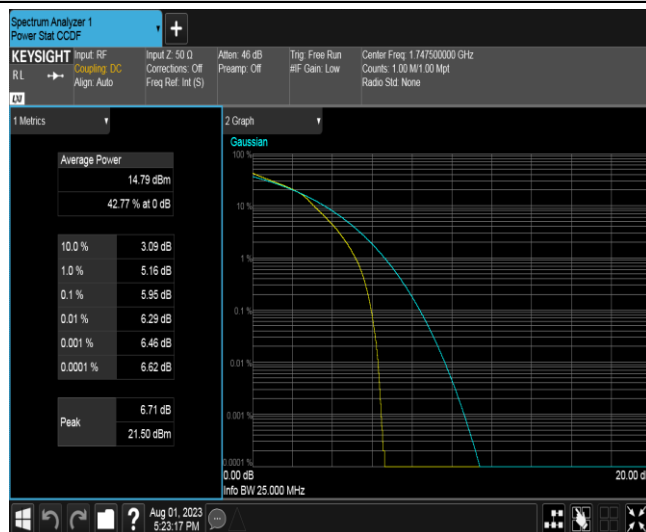 Spectrum Analyzer 1
Power Stat CCDF
KEYSIGHT
RL
Input: RF
Coupling: DC
Align: Auto
Input Z: 50 Ω
Corrections: Off
Freq Ref: Int (S)
Atten: 46 dB
Preamp: Off
Trig: Free Run
#IF Gain: Low
Center Freq: 1.747500000 GHz
Counts: 1.00 M/1.00 Mpt
Radio Std: None
LXI
1 Metrics
Average Power
14.79 dBm
42.77 % at 0 dB
10.0 % 3.09 dB
1.0 % 5.16 dB
0.1 % 5.95 dB
0.01 % 6.29 dB
0.001 % 6.46 dB
0.0001 % 6.62 dB
Peak 6.71 dB
21.50 dBm
2 Graph
Gaussian
100 %
10 %
1 %
0.1 %
0.01 %
0.001 %
0.0001 %
0.00 dB 20.00 d
Info BW 25.000 MHz
? Aug 01, 2023
5:23:17 PM